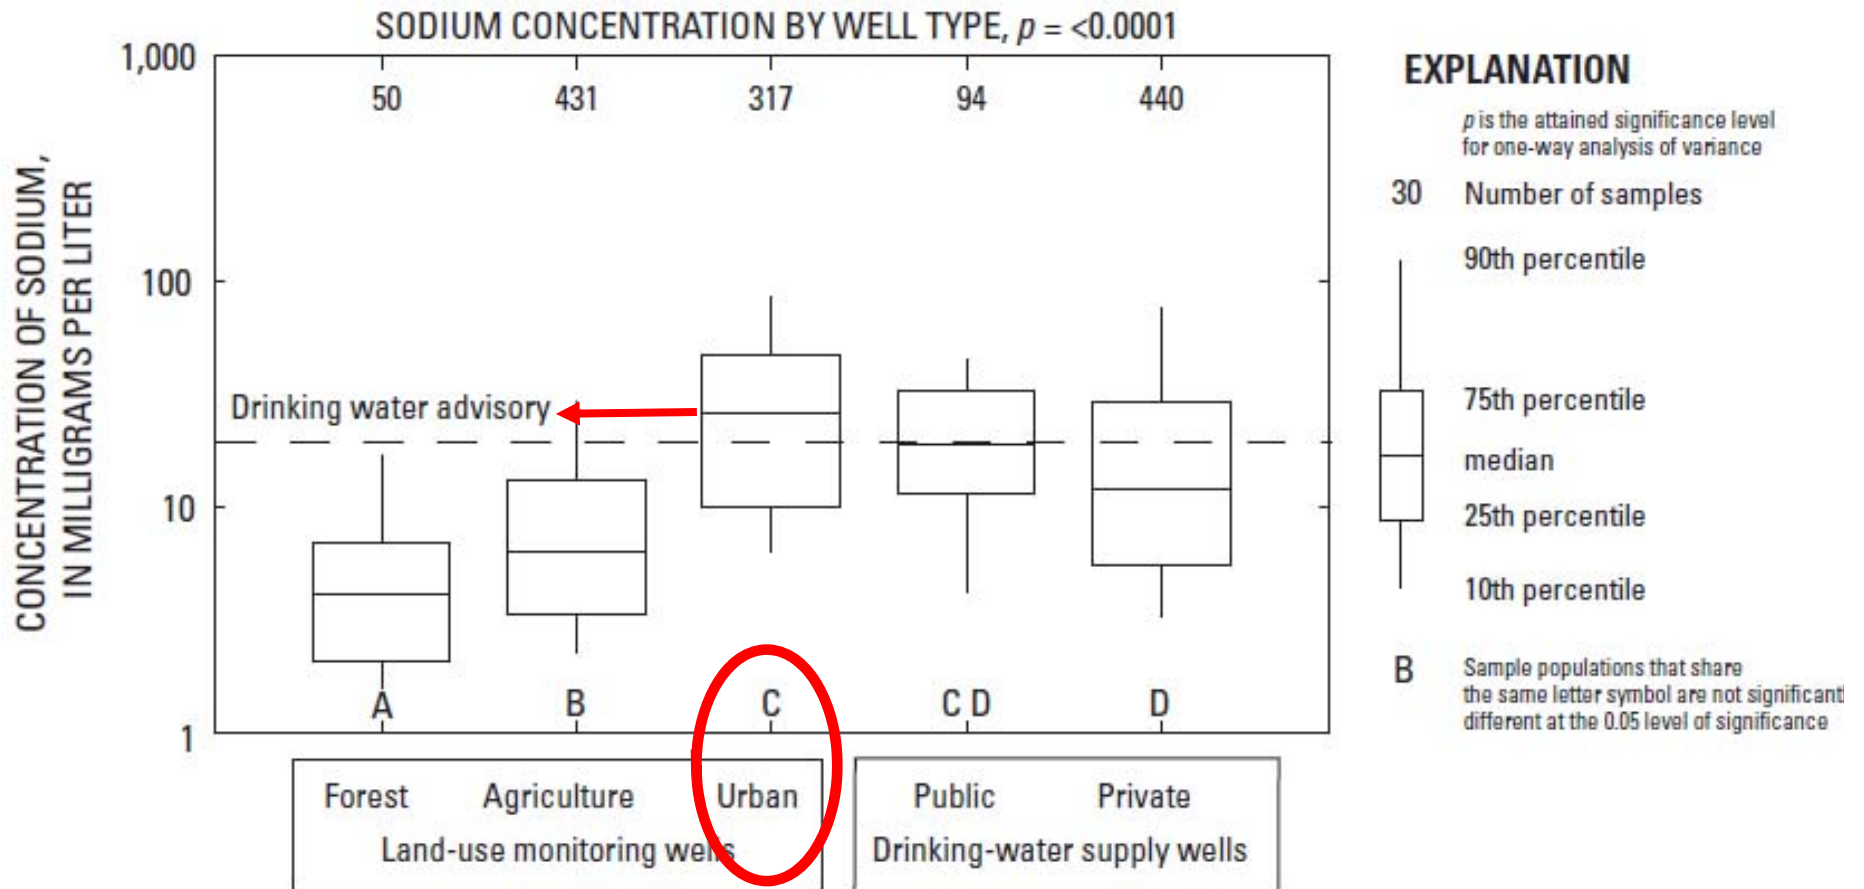 SODIUM CONCENTRATION BY WELL TYPE, p = <0.0001
CONCENTRATION OF SODIUM,
IN MILLIGRAMS PER LITER
1,000
100
10
1
50 431 317 94 440
Drinking water advisory
A B C C D D
Forest Agriculture Urban
Land-use monitoring wells
Public Private
Drinking-water supply wells
EXPLANATION
p is the attained significance level
for one-way analysis of variance
30 Number of samples
90th percentile
75th percentile
median
25th percentile
10th percentile
B Sample populations that share
the same letter symbol are not significant
different at the 0.05 level of significance